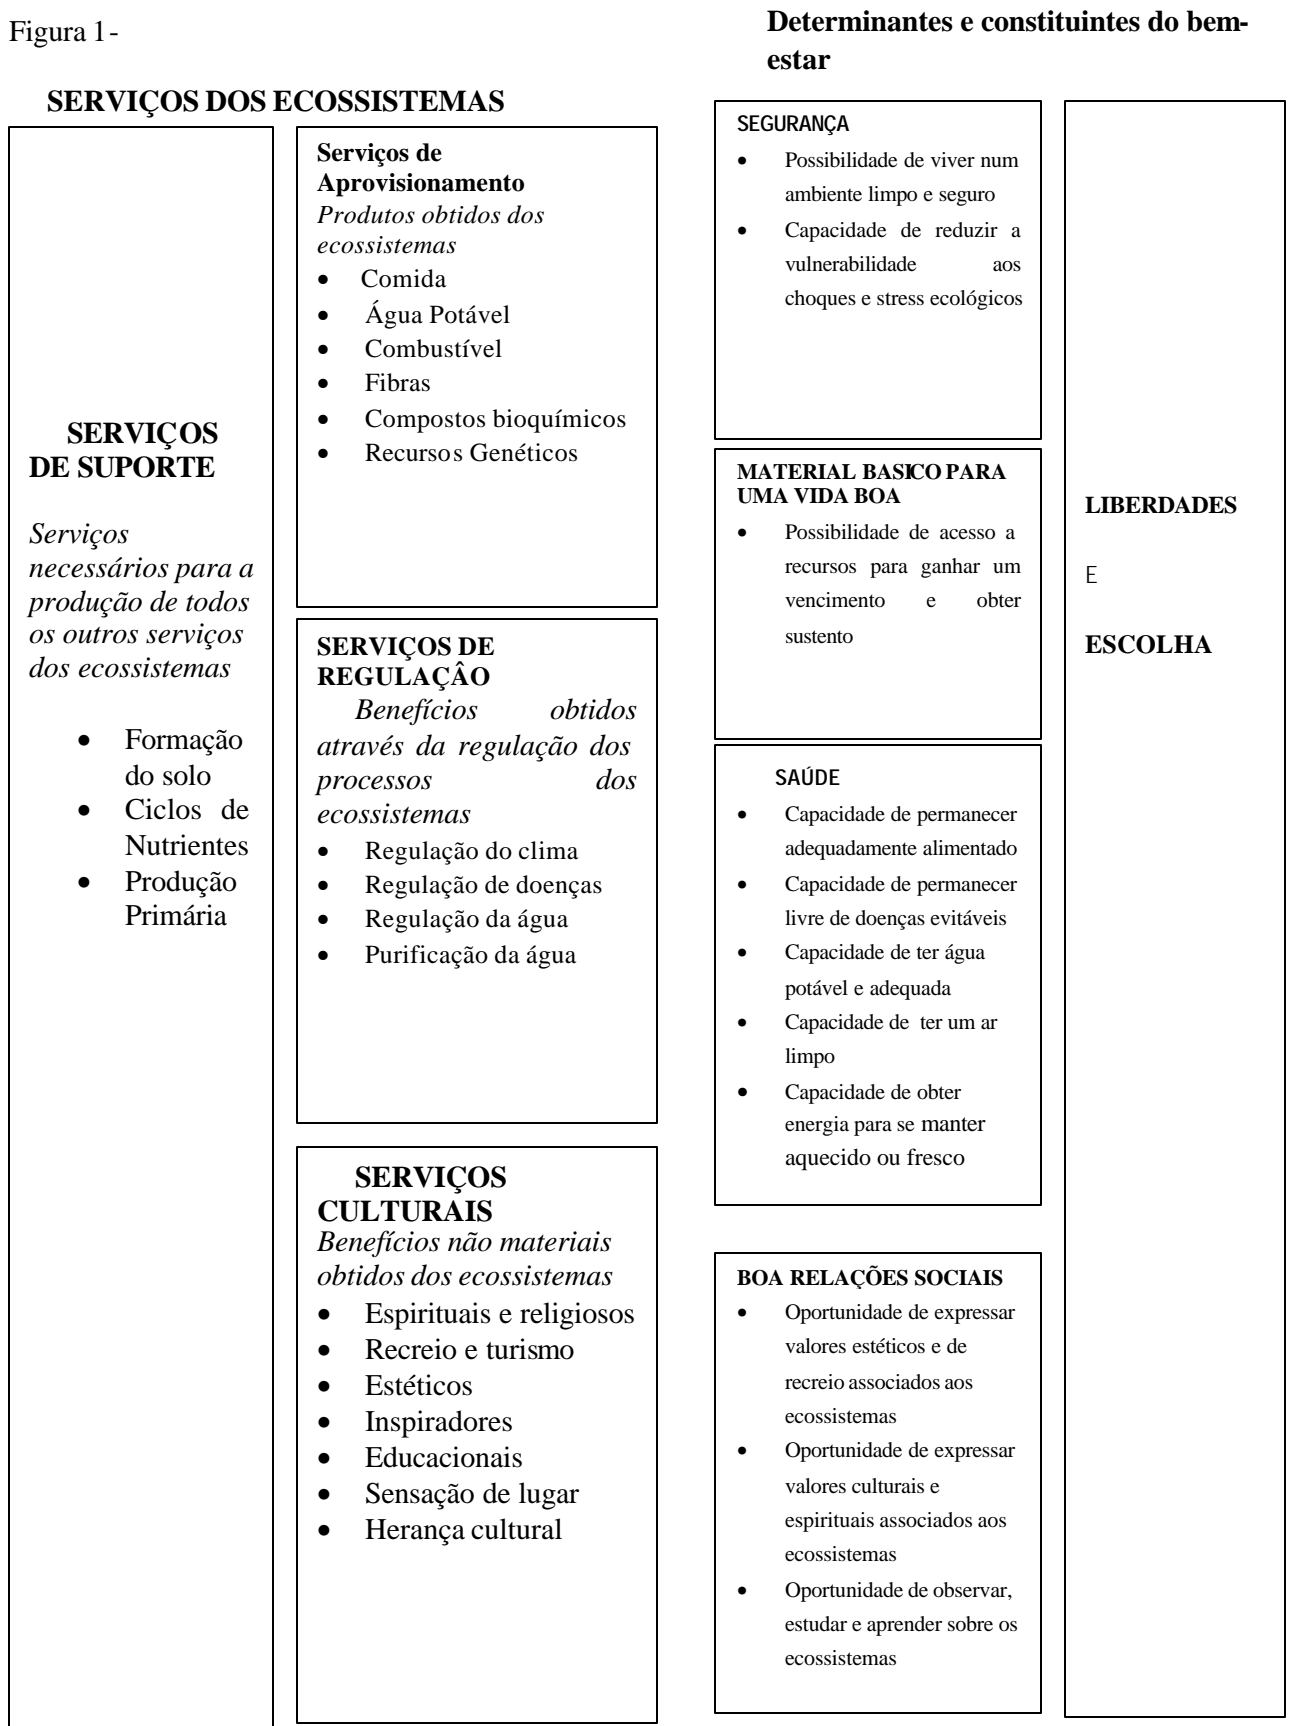 Figura 1-
SERVIÇOS DOS ECOSSISTEMAS
SERVIÇOS
DE SUPORTE
Serviços
necessários para a
produção de todos
os outros serviços
dos ecossistemas
• Formação
do solo
• Ciclos de
Nutrientes
• Produção
Primária
Serviços de
Aprovisionamento
Produtos obtidos dos
ecossistemas
• Comida
• Água Potável
• Combustível
• Fibras
• Compostos bioquímicos
• Recursos Genéticos
SERVIÇOS DE
REGULAÇÂO
Benefícios obtidos
através da regulação dos
processos dos
ecossistemas
• Regulação do clima
• Regulação de doenças
• Regulação da água
• Purificação da água
SERVIÇOS
CULTURAIS
Benefícios não materiais
obtidos dos ecossistemas
• Espirituais e religiosos
• Recreio e turismo
• Estéticos
• Inspiradores
• Educacionais
• Sensação de lugar
• Herança cultural
Determinantes e constituintes do bem-
estar
SEGURANÇA
• Possibilidade de viver num
ambiente limpo e seguro
• Capacidade de reduzir a
vulnerabilidade aos
choques e stress ecológicos
MATERIAL BASICO PARA
UMA VIDA BOA
• Possibilidade de acesso a
recursos para ganhar um
vencimento e obter
sustento
SAÚDE
• Capacidade de permanecer
adequadamente alimentado
• Capacidade de permanecer
livre de doenças evitáveis
• Capacidade de ter água
potável e adequada
• Capacidade de ter um ar
limpo
• Capacidade de obter
energia para se manter
aquecido ou fresco
BOA RELAÇÕES SOCIAIS
• Oportunidade de expressar
valores estéticos e de
recreio associados aos
ecossistemas
• Oportunidade de expressar
valores culturais e
espirituais associados aos
ecossistemas
• Oportunidade de observar,
estudar e aprender sobre os
ecossistemas
LIBERDADES
E
ESCOLHA